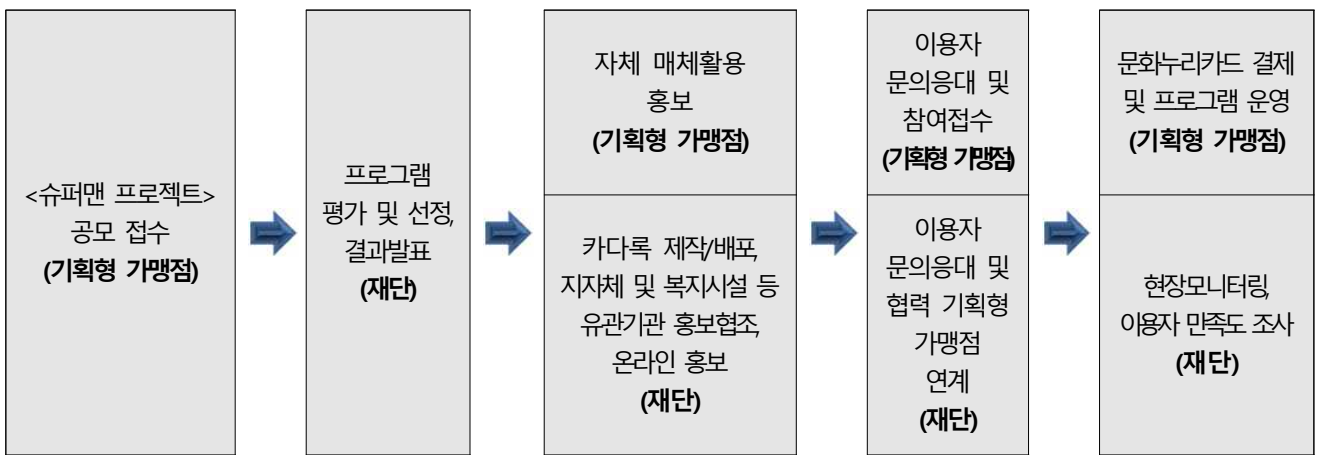 <슈퍼맨 프로젝트>
공모 접수
(기획형 가맹점)
프로그램
평가 및 선정,
결과발표
(재단)
자체 매체활용
홍보
(기획형 가맹점)
카다록 제작/배포,
지자체 및 복지시설 등
유관기관 홍보협조,
온라인 홍보
(재단)
이용자
문의응대 및
참여접수
(기획형 가맹점)
이용자
문의응대 및
협력 기획형
가맹점
연계
(재단)
문화누리카드 결제
및 프로그램 운영
(기획형 가맹점)
현장모니터링,
이용자 만족도 조사
(재단)